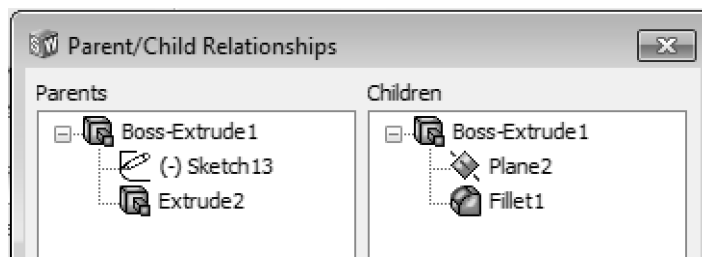 Parent/Child Relationships
Parents
Boss-Extrude1
(-) Sketch13
Extrude2
Children
Boss-Extrude1
Plane2
Fillet1